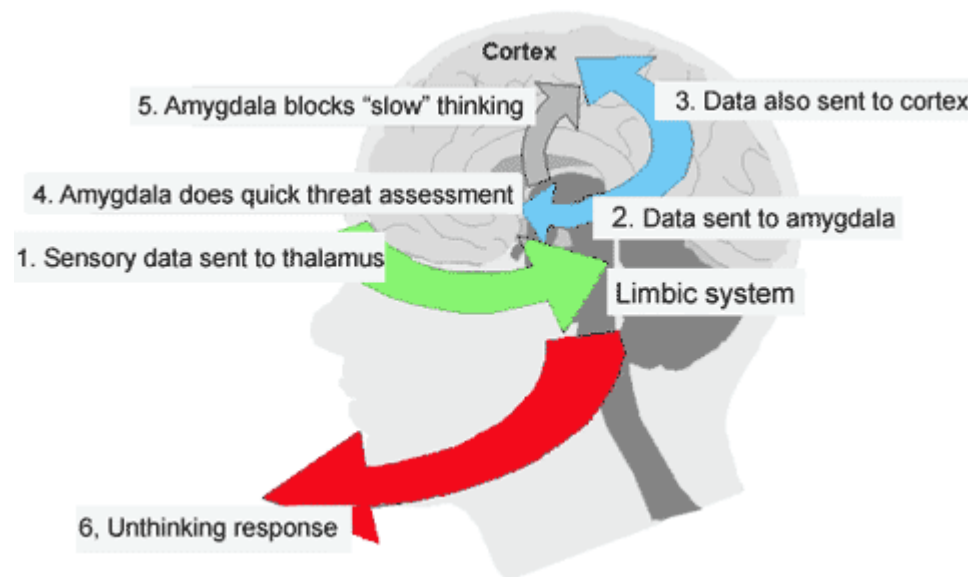 Cortex
5. Amygdala blocks “slow” thinking
3. Data also sent to cortex
4. Amygdala does quick threat assessment
2. Data sent to amygdala
1. Sensory data sent to thalamus
Limbic system
6, Unthinking response